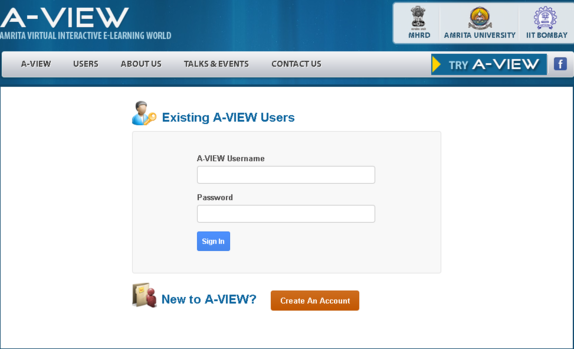 A-VIEW
AMRITA VIRTUAL INTERACTIVE E-LEARNING WORLD
MHRD AMRITA UNIVERSITY IIT BOMBAY
A-VIEW USERS ABOUT US TALKS & EVENTS CONTACT US TRY A-VIEW f
Existing A-VIEW Users
A-VIEW Username
Password
Sign In
New to A-VIEW? Create An Account